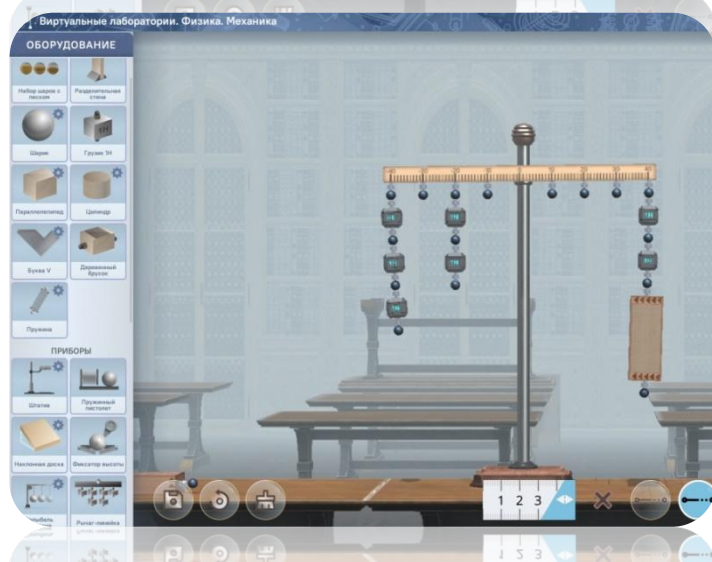 Виртуальные лаборатории. Физика. Механика
ОБОРУДОВАНИЕ
Набор шаров с песком
Разделительная стена
Шарик
Грузик 1Н
Параллелепипед
Цилиндр
Буква V
Деревянный брусок
Пружина
ПРИБОРЫ
Штатив
Пружинный пистолет
Наклонная доска
Фиксатор высоты
Рычаг-линейка
1 2 3